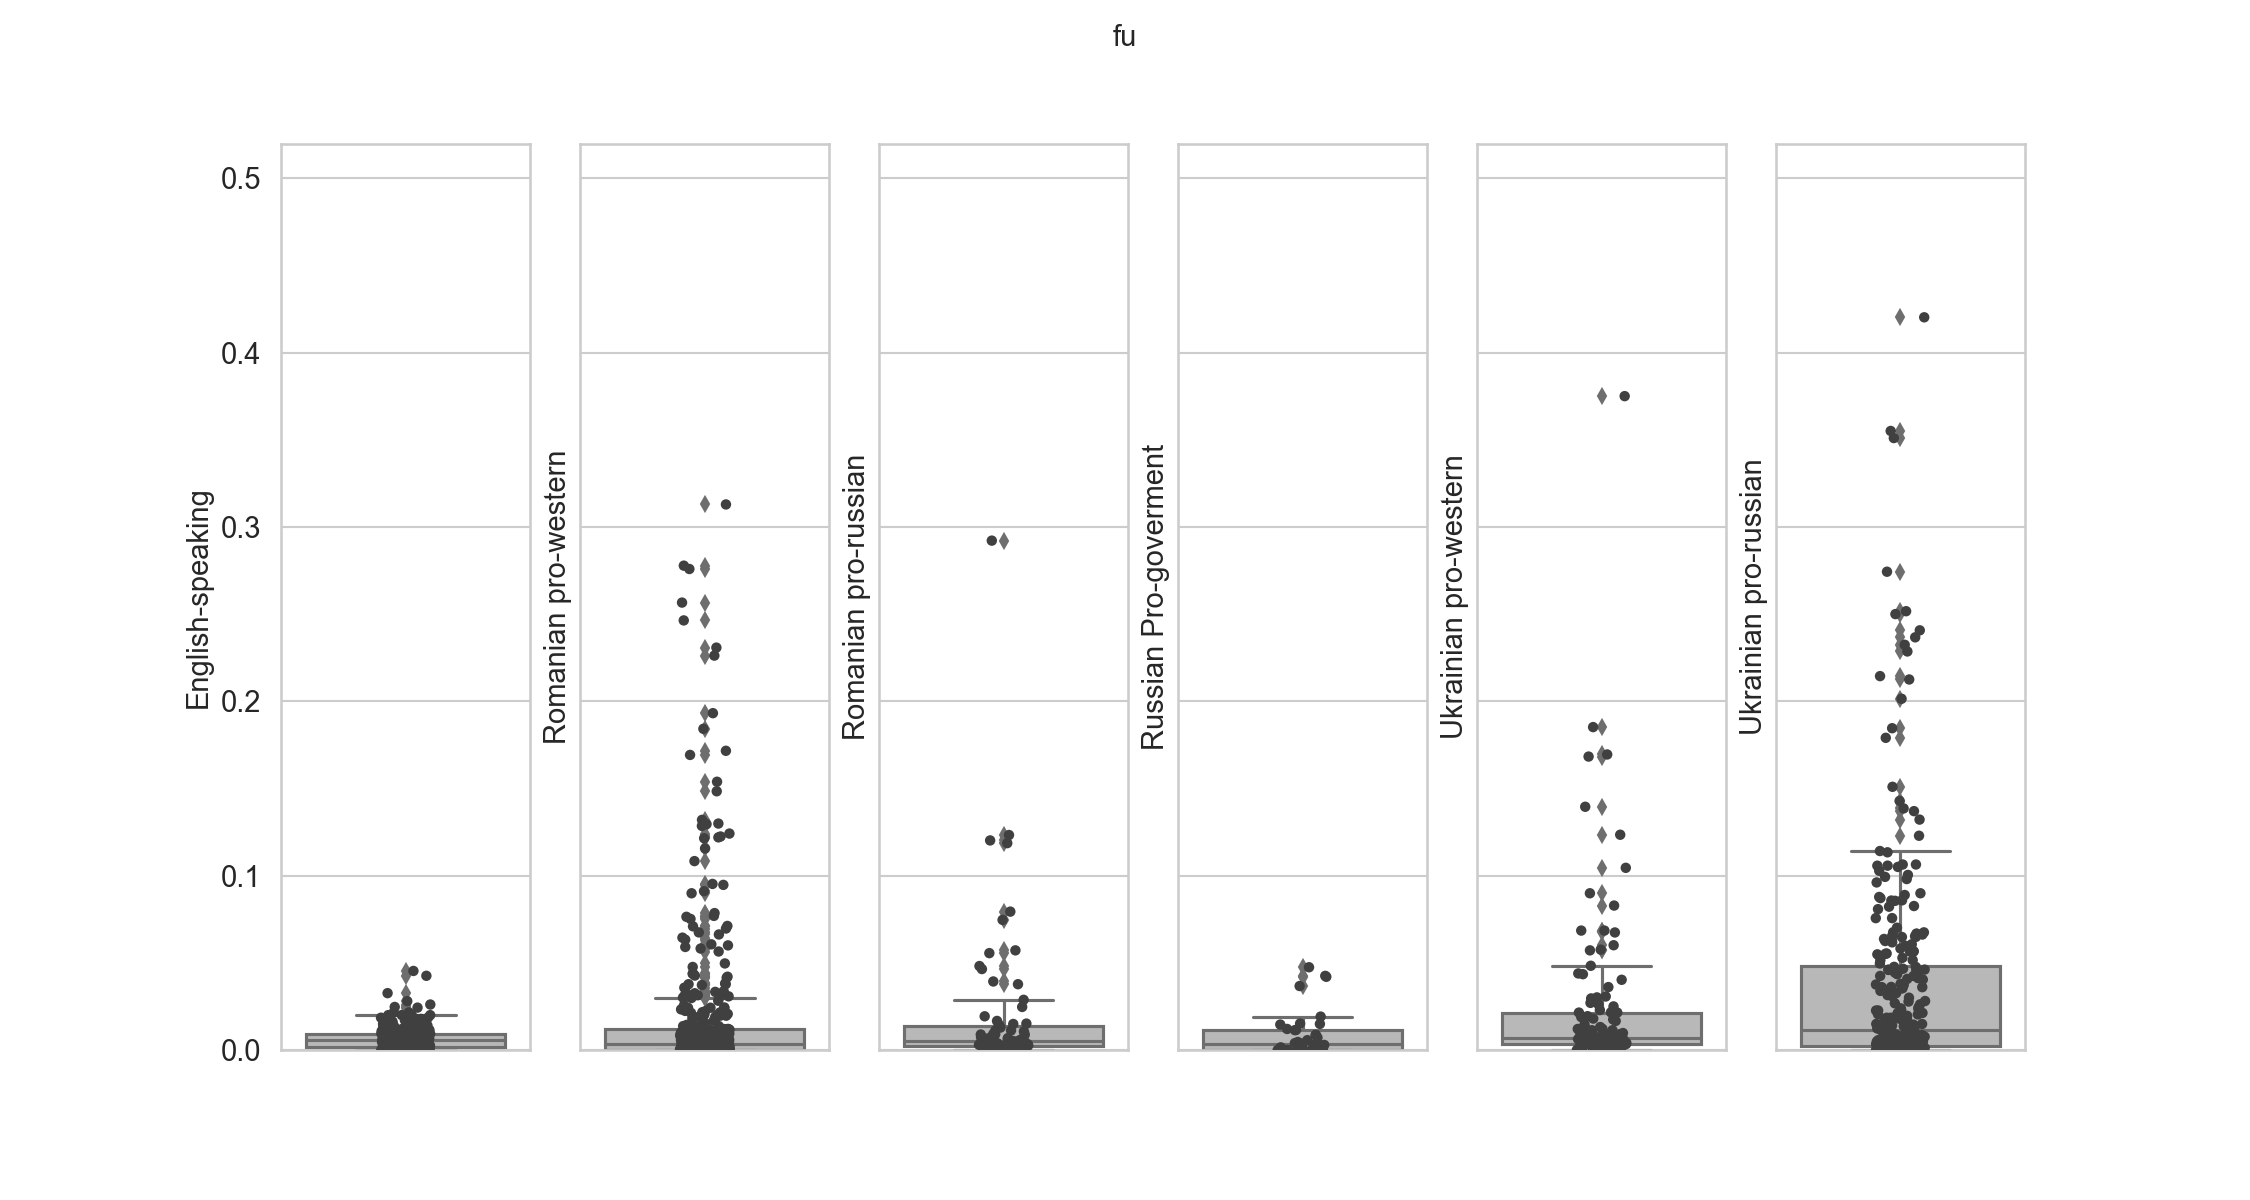 fu
0.5
0.4
0.3
0.2
0.1
0.0
English-speaking
Romanian pro-western
Romanian pro-russian
Russian Pro-goverment
Ukrainian pro-western
Ukrainian pro-russian